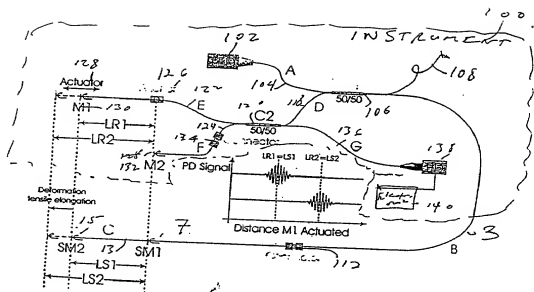 100
INSTRUMENT
102
A
104
108
128
Actuator
126
122
E
120
C2
50/50
D
50/50
106
M1
130
LR1
LR2
124
134
F
136
G
138
132
M2
PD Signal
LR1=LS1
LR2=LS2
140
Distance M1 Actuated
Deformation
tensile elongation
15
C
7
3
B
13
SM2
SM1
112
LS1
LS2